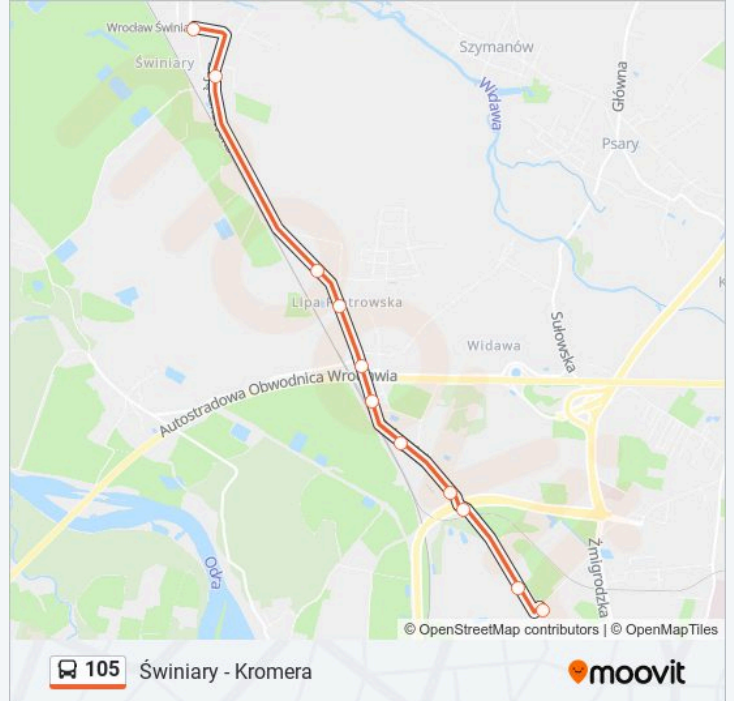 Wrocław Świnia
Szymanów
Świniary
Widawa
Główna
Psary
Lipa Piotrowska
Sułowska
Widawa
Autostradowa Obwodnica Wrocławia
Odra
Żmigrodzka
© OpenStreetMap contributors | © OpenMapTiles
105 Świniary - Kromera
moovit